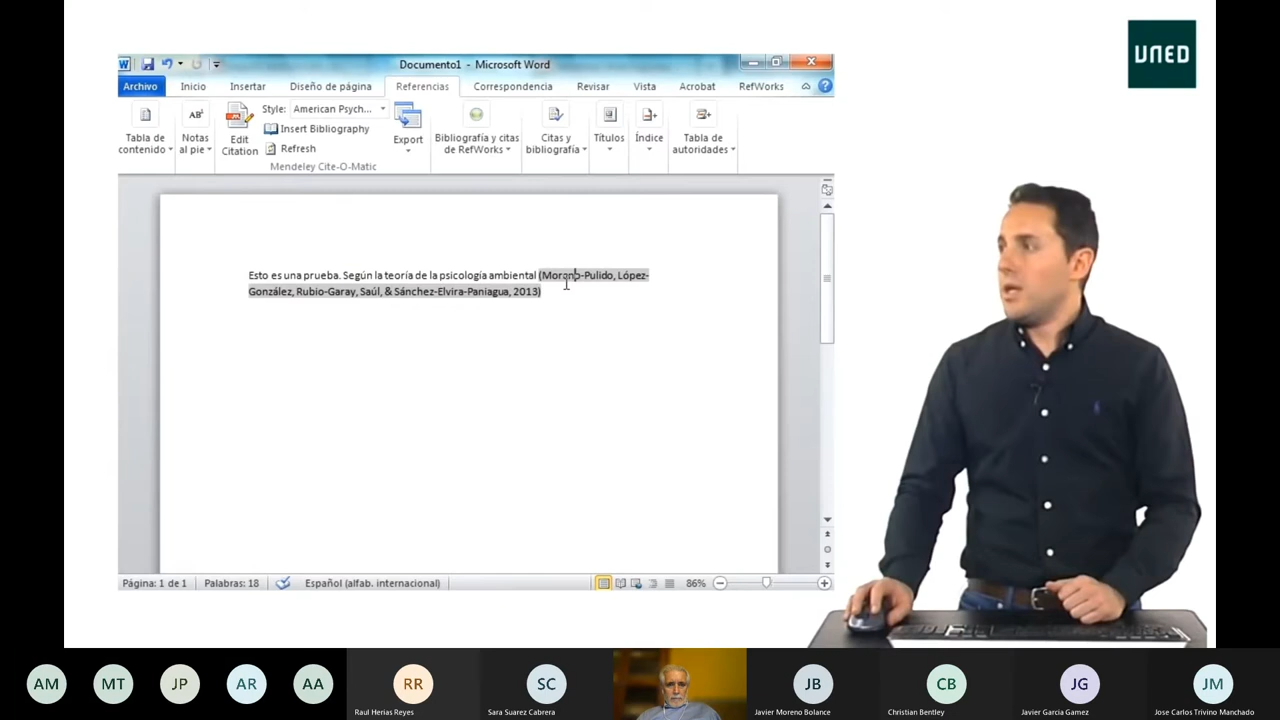 UNED
Documento1 - Microsoft Word
Archivo Inicio Insertar Diseño de página Referencias Correspondencia Revisar Vista Acrobat RefWorks
Tabla de contenido
Notas al pie
Edit Citation
Style: American Psych...
Insert Bibliography
Refresh
Export
Mendeley Cite-O-Matic
Bibliografía y citas de RefWorks
Citas y bibliografía
Títulos
Índice
Tabla de autoridades
Esto es una prueba. Según la teoría de la psicología ambiental (Moreno-Pulido, López-
González, Rubio-Garay, Saúl, & Sánchez-Elvira-Paniagua, 2013)
Página: 1 de 1 Palabras: 18 Español (alfab. internacional) 86%
AM MT JP AR AA RR SC JB CB JG JM
Raul Herias Reyes Sara Suarez Cabrera Javier Moreno Bolance Christian Bentley Javier Garcia Gamez Jose Carlos Trivino Manchado